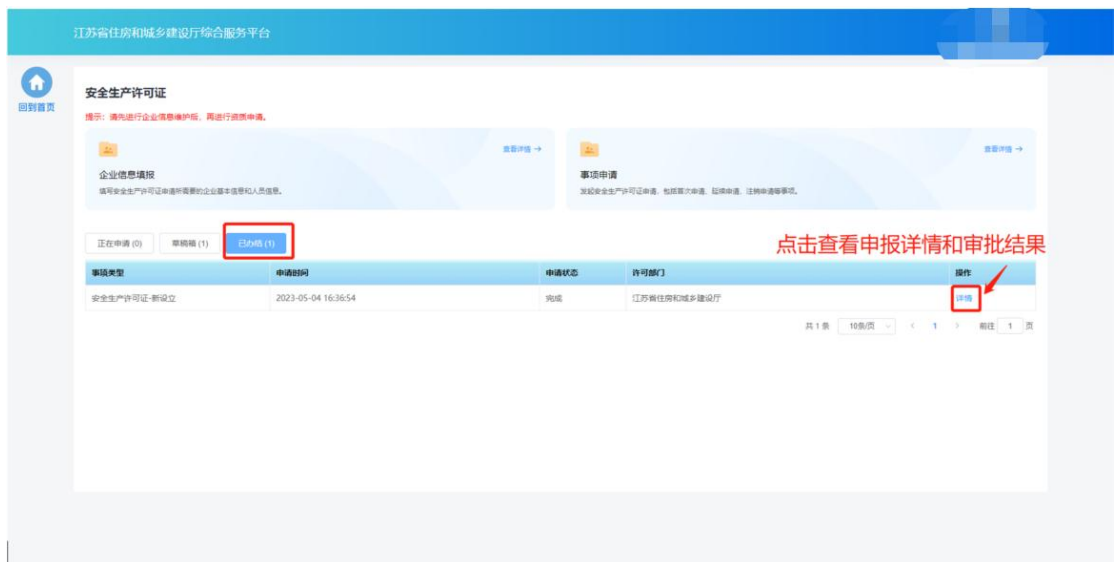 江苏省住房和城乡建设厅综合服务平台
回到首页
安全生产许可证
提示：请先进行企业信息维护后，再进行资质申请。
查看详情 →
企业信息填报
填写安全生产许可证申请所需要的企业基本信息和人员信息。
查看详情 →
事项申请
发起安全生产许可证申请，包括首次申请、延续申请、注销申请等事项。
正在申请 (0) 草稿箱 (1) 已办结 (1)
点击查看申报详情和审批结果
事项类型 申请时间 申请状态 许可部门 操作
安全生产许可证-新设立 2023-05-04 16:36:54 完成 江苏省住房和城乡建设厅 详情
共 1 条 10条/页 < 1 > 前往 1 页